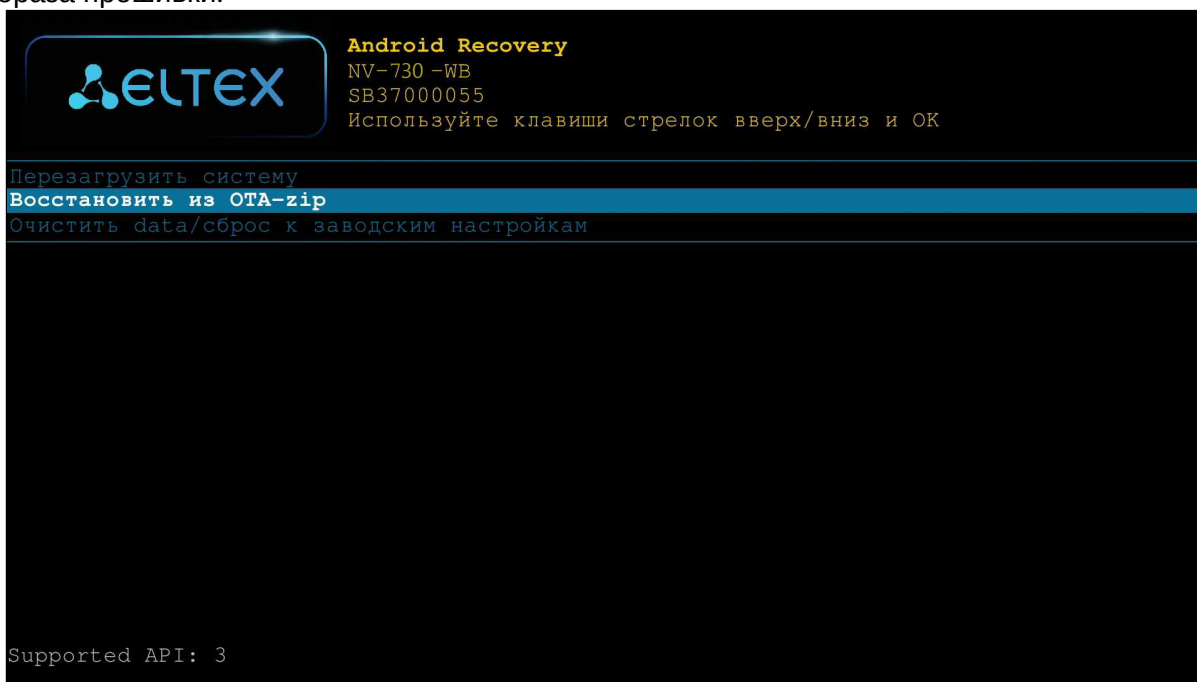 ELTEX
Android Recovery
NV-730 -WB
SB37000055
Используйте клавиши стрелок вверх/вниз и OK
Перезагрузить систему
Восстановить из OTA-zip
Очистить data/сброс к заводским настройкам
Supported API: 3